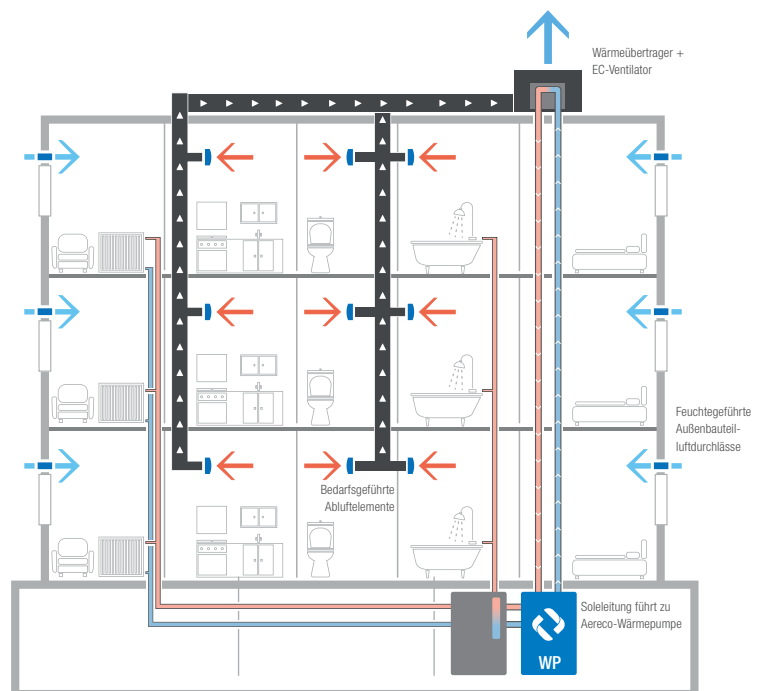 Wärmeübertrager +
EC-Ventilator
Feuchtegeführte
Außenbauteil-
luftdurchlässe
Bedarfsgeführte
Abluftelemente
Soleleitung führt zu
Aereco-Wärmepumpe
WP